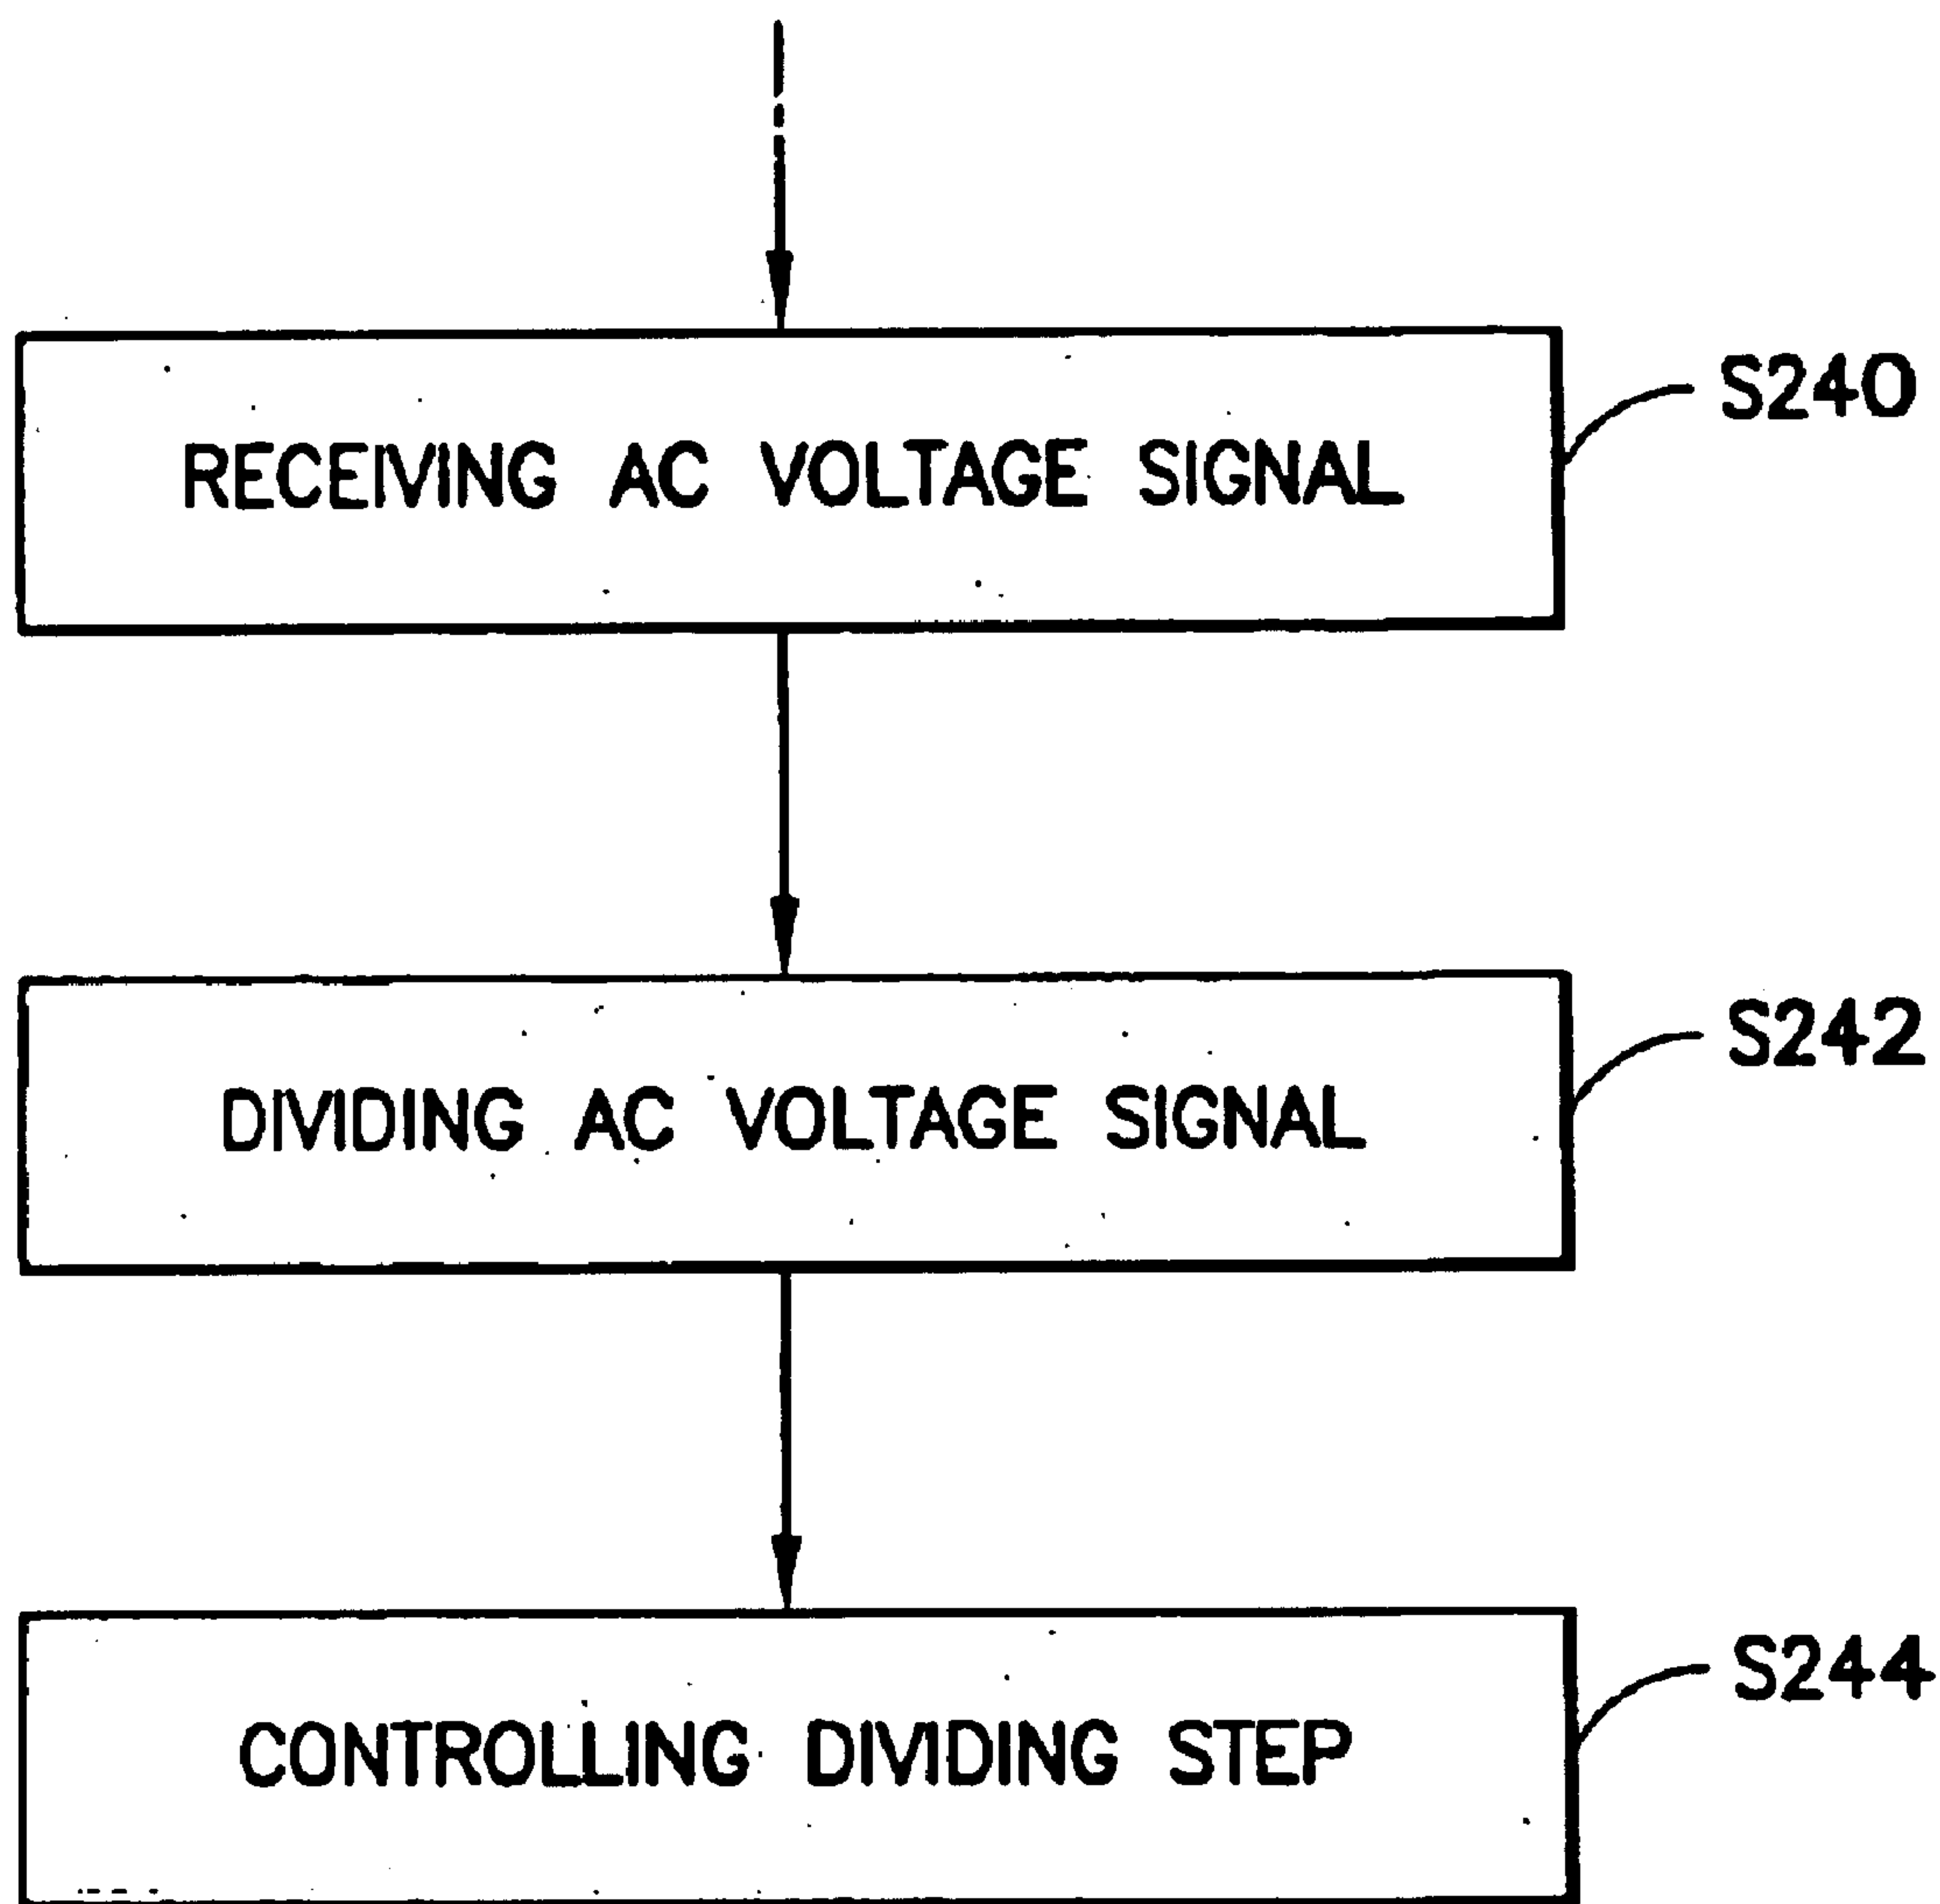 S240
RECEIVING AC VOLTAGE SIGNAL
S242
DIVIDING AC VOLTAGE SIGNAL
S244
CONTROLLING DIVIDING STEP